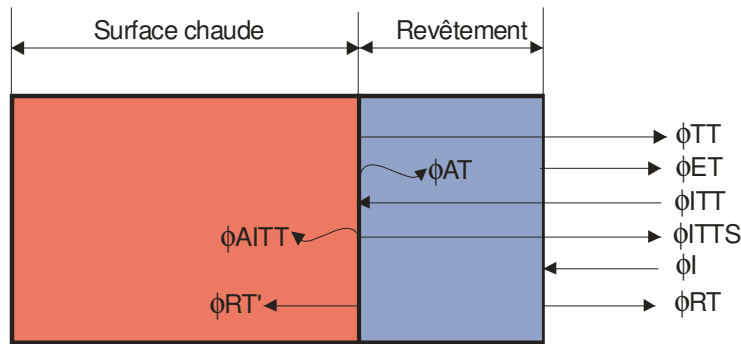 Surface chaude
Revêtement
ϕTT
ϕAT
ϕET
ϕITT
ϕAITT
ϕITTS
ϕI
ϕRT'
ϕRT